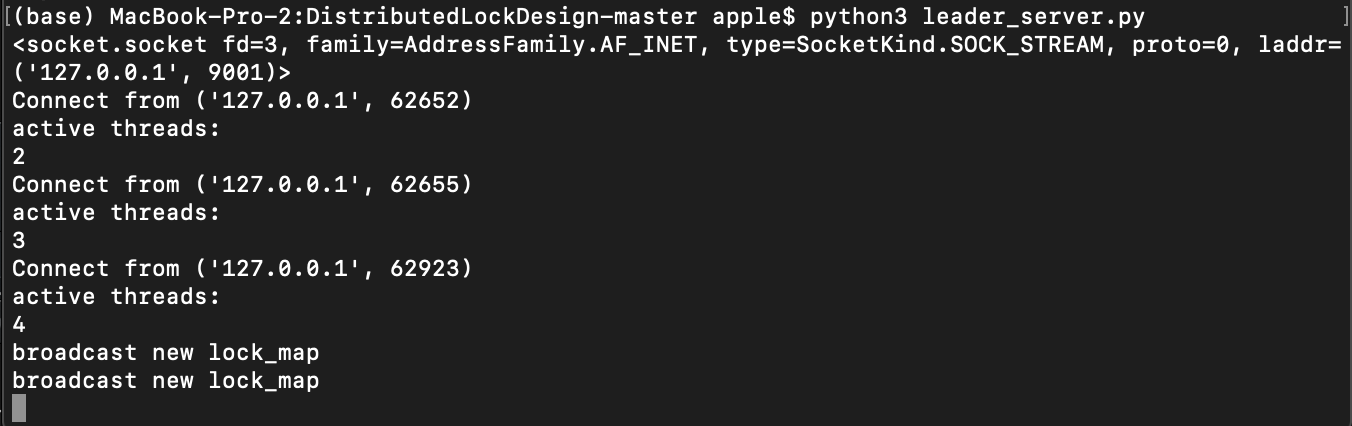 [(base) MacBook-Pro-2:DistributedLockDesign-master apple$ python3 leader_server.py ]
<socket.socket fd=3, family=AddressFamily.AF_INET, type=SocketKind.SOCK_STREAM, proto=0, laddr=
('127.0.0.1', 9001)>
Connect from ('127.0.0.1', 62652)
active threads:
2
Connect from ('127.0.0.1', 62655)
active threads:
3
Connect from ('127.0.0.1', 62923)
active threads:
4
broadcast new lock_map
broadcast new lock_map